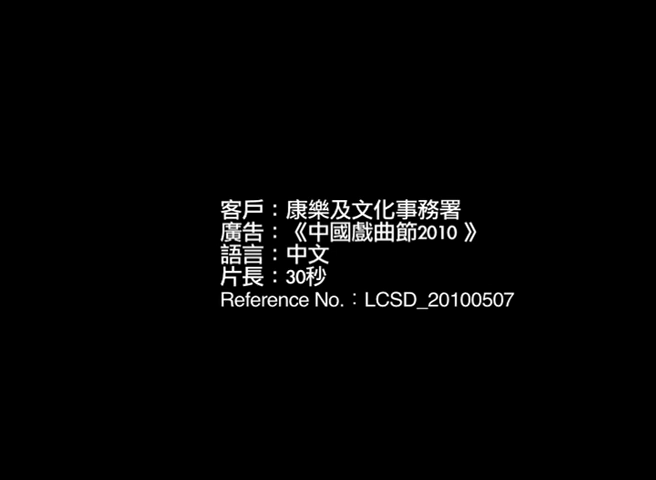 客戶：康樂及文化事務署
廣告：《中國戲曲節2010 》
語言：中文
片長：30秒
Reference No.：LCSD_20100507